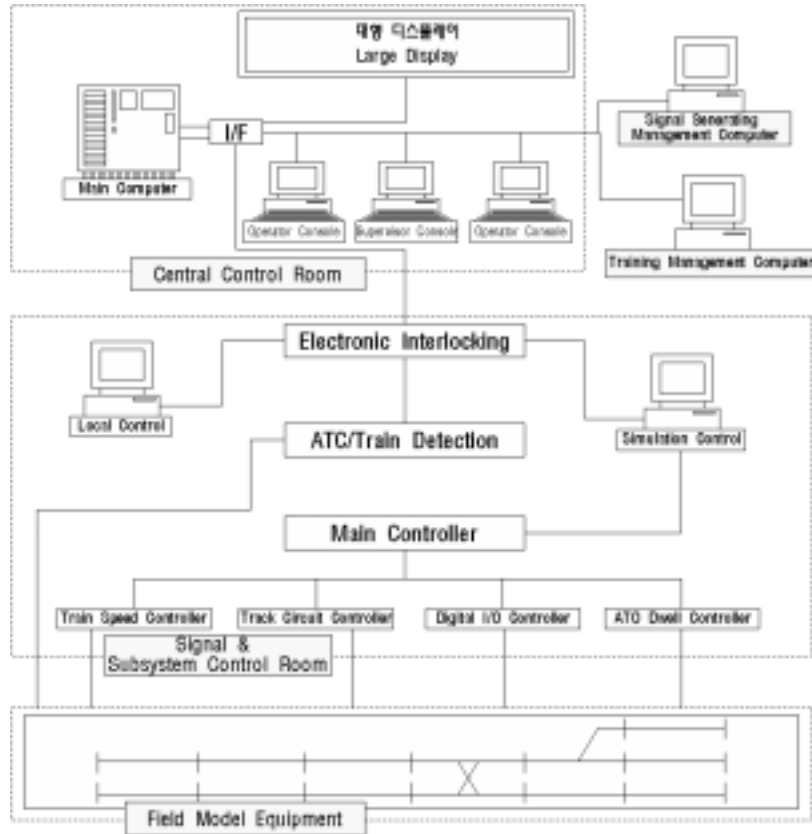 대형 디스플레이
Large Display
I/F
Signal Generating
Management Computer
Main Computer
Operator Console
Supervisor Console
Operator Console
Training Management Computer
Central Control Room
Electronic Interlocking
Local Control
ATC/Train Detection
Simulation Control
Main Controller
Train Speed Controller
Track Circuit Controller
Digital I/O Controller
ATO Dwell Controller
Signal &
Subsystem Control Room
Field Model Equipment